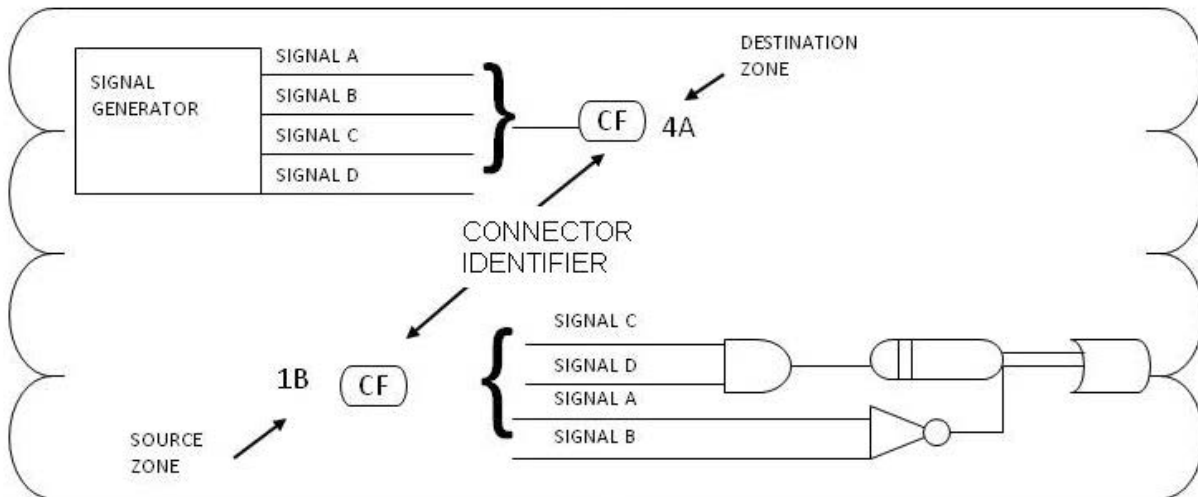 SIGNAL
GENERATOR
SIGNAL A
SIGNAL B
SIGNAL C
SIGNAL D
CF 4A
DESTINATION
ZONE
CONNECTOR
IDENTIFIER
1B CF
SOURCE
ZONE
SIGNAL C
SIGNAL D
SIGNAL A
SIGNAL B